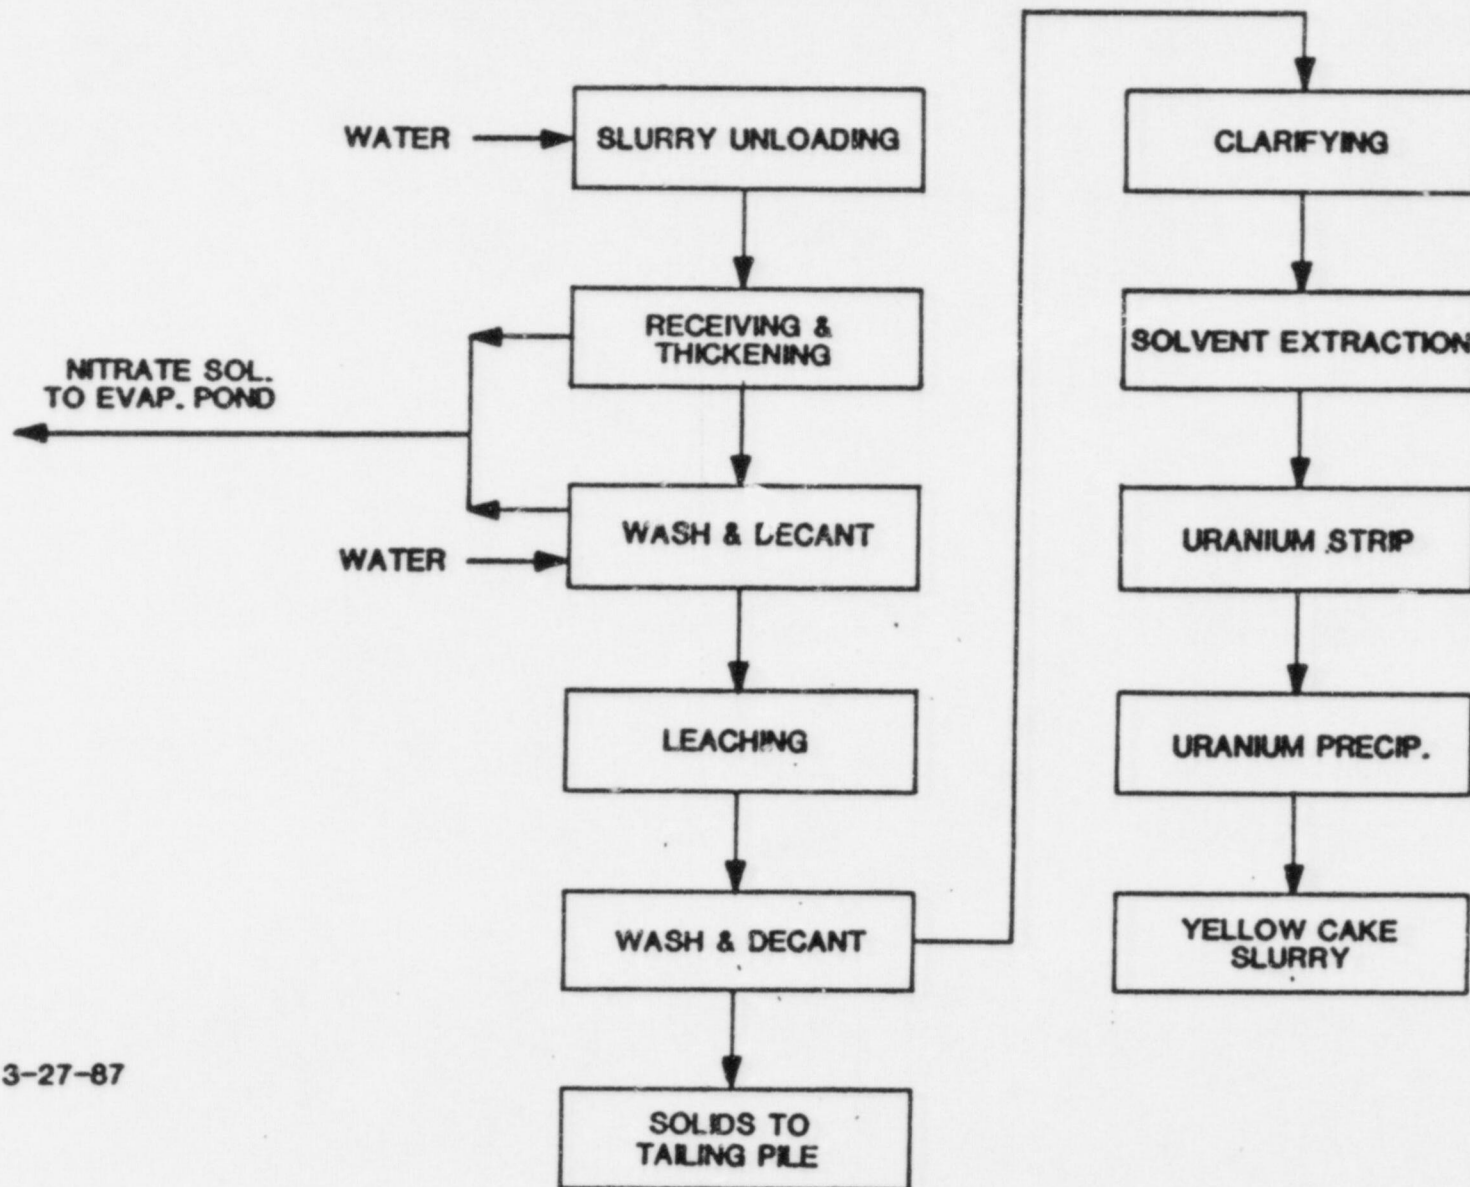 WATER
SLURRY UNLOADING
RECEIVING &
THICKENING
NITRATE SOL.
TO EVAP. POND
WASH & DECANT
WATER
LEACHING
WASH & DECANT
SOLIDS TO
TAILING PILE
CLARIFYING
SOLVENT EXTRACTION
URANIUM STRIP
URANIUM PRECIP.
YELLOW CAKE
SLURRY
3-27-87